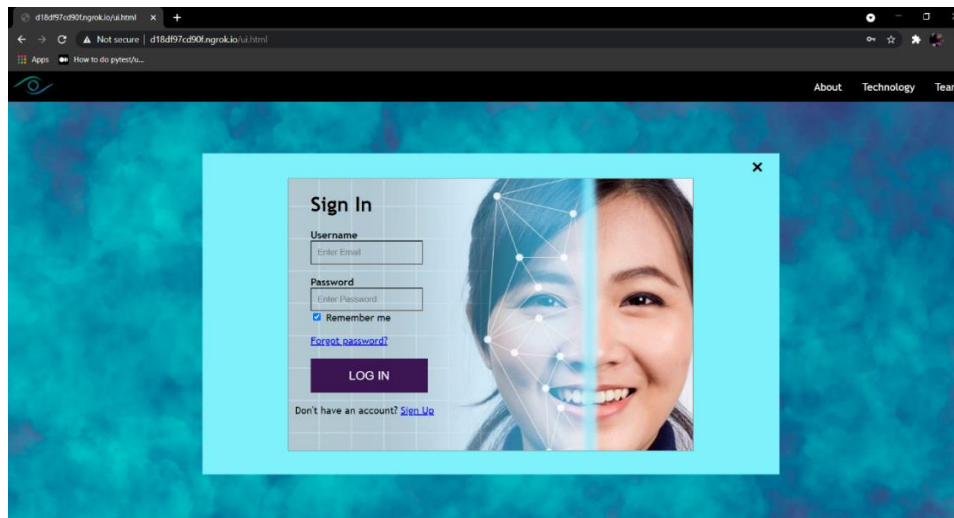 d18df97cd90f.ngrok.io/ui.html
Not secure | d18df97cd90f.ngrok.io/ui.html
Apps How to do pytest/u...
About Technology
Sign In
Username
Enter Email
Password
Enter Password
Remember me
Forgot password?
LOG IN
Don't have an account? Sign Up